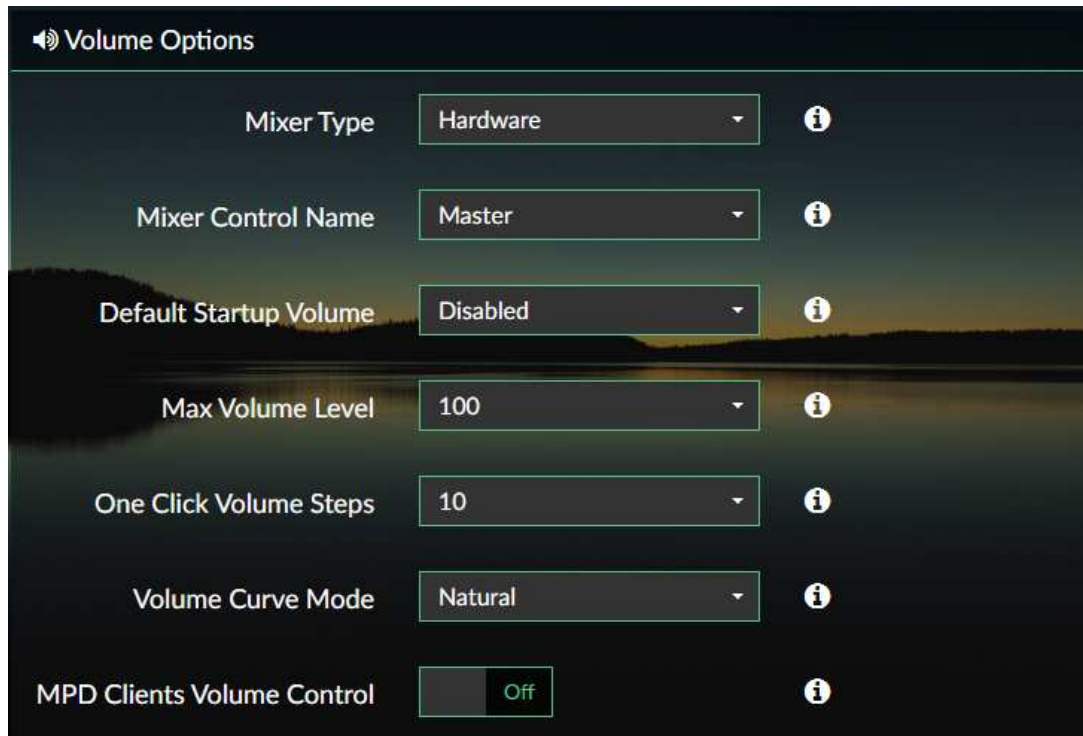 Volume Options
Mixer Type Hardware
Mixer Control Name Master
Default Startup Volume Disabled
Max Volume Level 100
One Click Volume Steps 10
Volume Curve Mode Natural
MPD Clients Volume Control Off